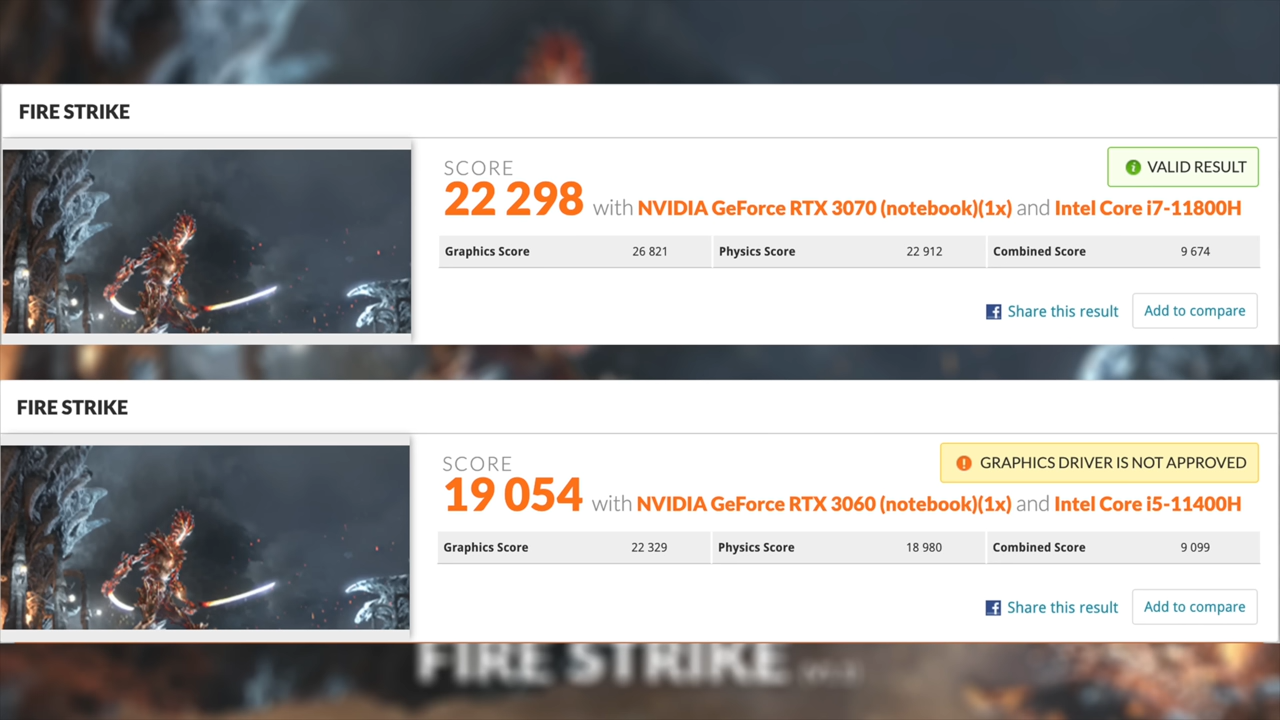 FIRE STRIKE
SCORE
VALID RESULT
22 298 with NVIDIA GeForce RTX 3070 (notebook)(1x) and Intel Core i7-11800H
Graphics Score 26 821 Physics Score 22 912 Combined Score 9 674
Share this result Add to compare
FIRE STRIKE
SCORE
GRAPHICS DRIVER IS NOT APPROVED
19 054 with NVIDIA GeForce RTX 3060 (notebook)(1x) and Intel Core i5-11400H
Graphics Score 22 329 Physics Score 18 980 Combined Score 9 099
Share this result Add to compare
FIRE STRIKE